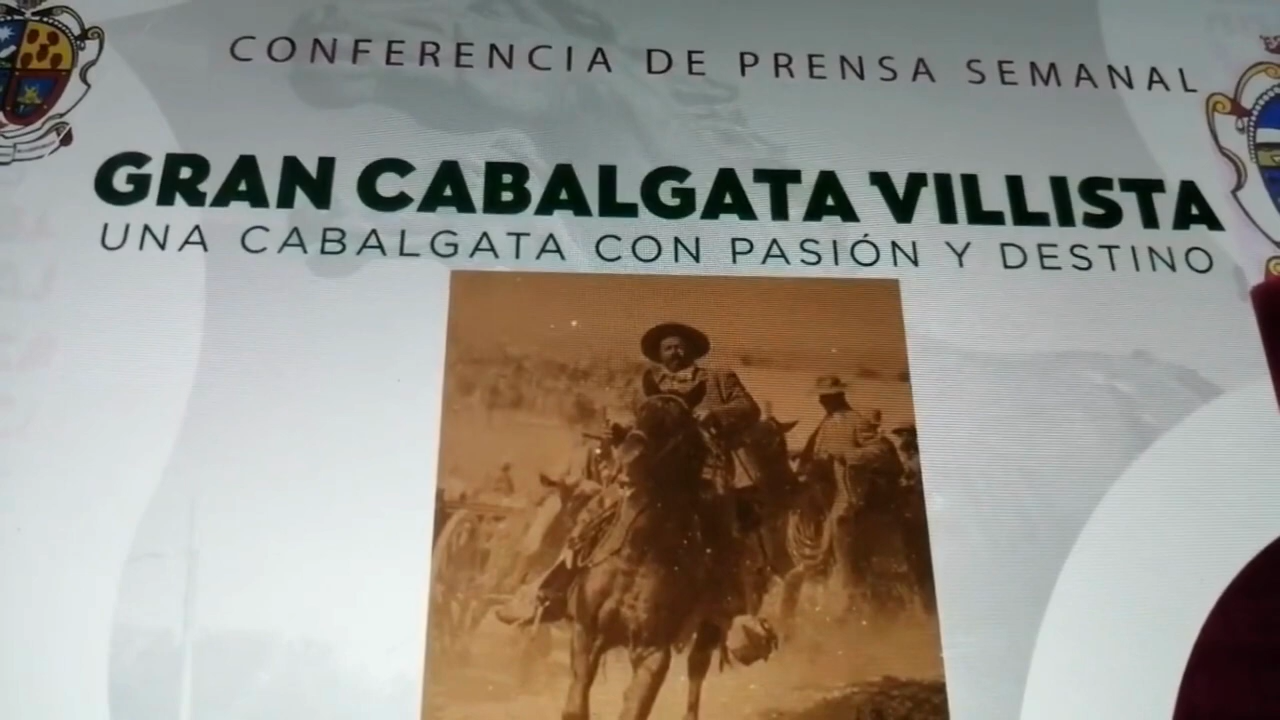 CONFERENCIA DE PRENSA SEMANAL
GRAN CABALGATA VILLISTA
UNA CABALGATA CON PASIÓN Y DESTINO